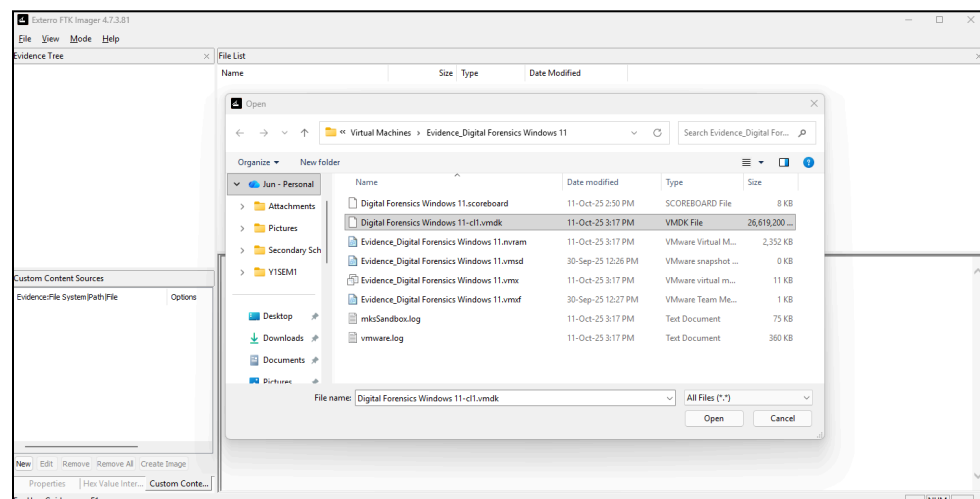 Exterro FTK Imager 4.7.3.81
File View Mode Help
Evidence Tree
File List
Name Size Type Date Modified
Open
« Virtual Machines > Evidence_Digital Forensics Windows 11
Search Evidence_Digital For...
Organize New folder
Jun - Personal
Attachments
Pictures
Secondary Sch
Y1SEM1
Desktop
Downloads
Documents
Pictures
Name Date modified Type Size
Digital Forensics Windows 11.scoreboard 11-Oct-25 2:50 PM SCOREBOARD File 8 KB
Digital Forensics Windows 11-cl1.vmdk 11-Oct-25 3:17 PM VMDK File 26,619,200 ...
Evidence_Digital Forensics Windows 11.nvram 11-Oct-25 3:17 PM VMware Virtual M... 2,352 KB
Evidence_Digital Forensics Windows 11.vmsd 30-Sep-25 12:26 PM VMware snapshot ... 0 KB
Evidence_Digital Forensics Windows 11.vmx 11-Oct-25 3:17 PM VMware virtual m... 11 KB
Evidence_Digital Forensics Windows 11.vmxf 30-Sep-25 12:27 PM VMware Team Me... 1 KB
mksSandbox.log 11-Oct-25 3:17 PM Text Document 75 KB
vmware.log 11-Oct-25 3:17 PM Text Document 360 KB
File name: Digital Forensics Windows 11-cl1.vmdk All Files (*.*)
Open Cancel
Custom Content Sources
Evidence:File System|Path|File Options
New Edit Remove Remove All Create Image
Properties Hex Value Inter... Custom Conte...